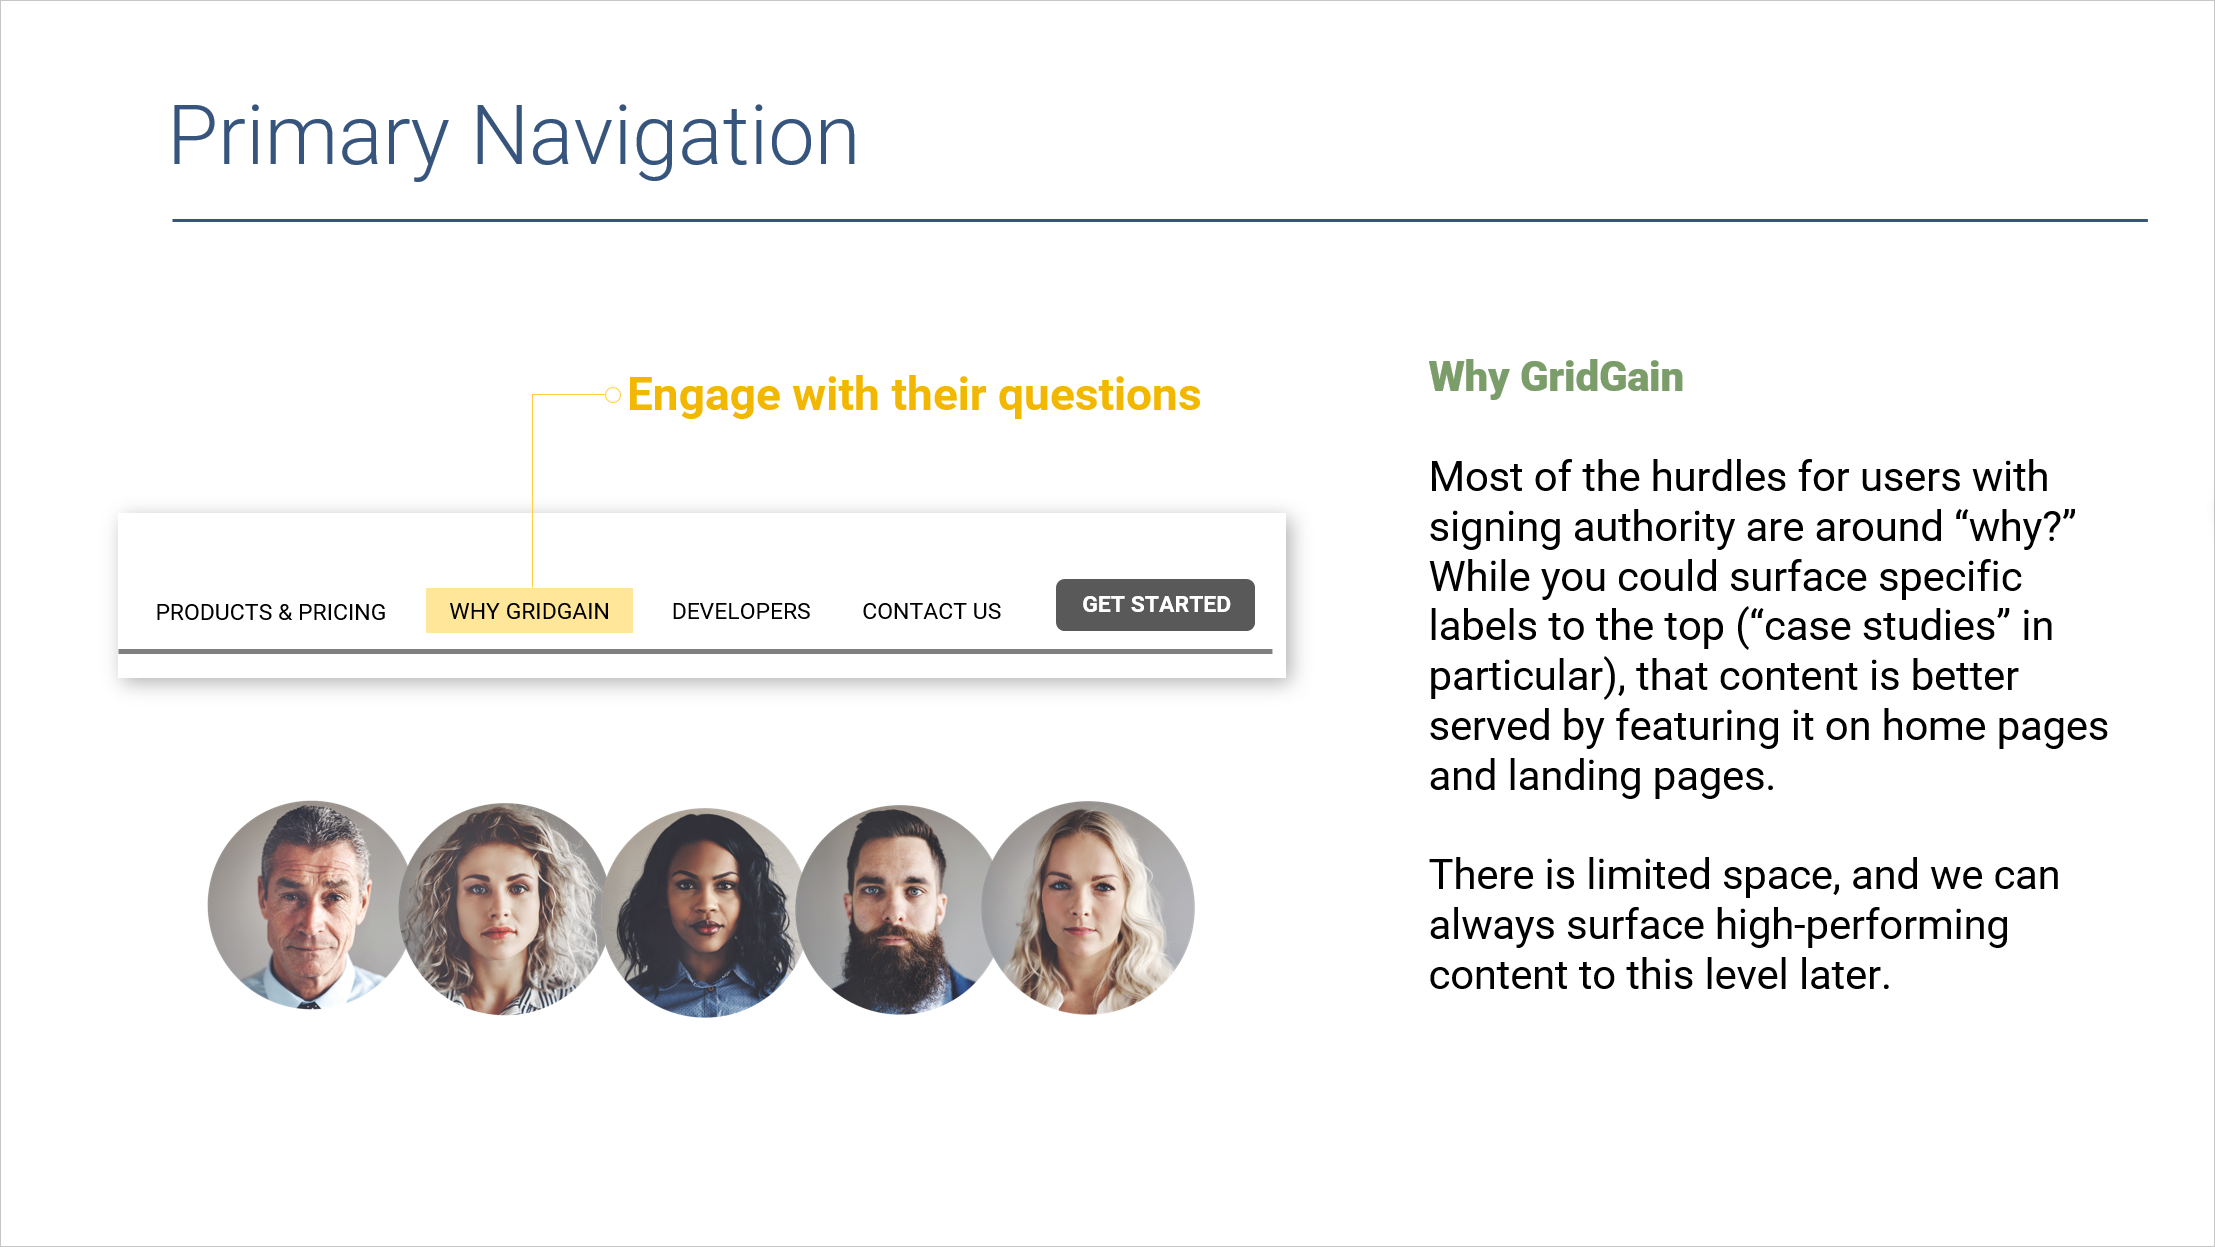 Primary Navigation
Engage with their questions
PRODUCTS & PRICING
WHY GRIDGAIN
DEVELOPERS
CONTACT US
GET STARTED
Why GridGain
Most of the hurdles for users with
signing authority are around “why?”
While you could surface specific
labels to the top (“case studies” in
particular), that content is better
served by featuring it on home pages
and landing pages.
There is limited space, and we can
always surface high-performing
content to this level later.